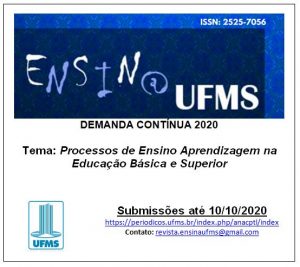 ISSN: 2525-7056
ENSIN@ UFMS
DEMANDA CONTÍNUA 2020
Tema: Processos de Ensino Aprendizagem na
Educação Básica e Superior
Submissões até 10/10/2020
https://periodicos.ufms.br/index.php/anacptl/index
Contato: revista.ensinaufms@gmail.com
UFMS